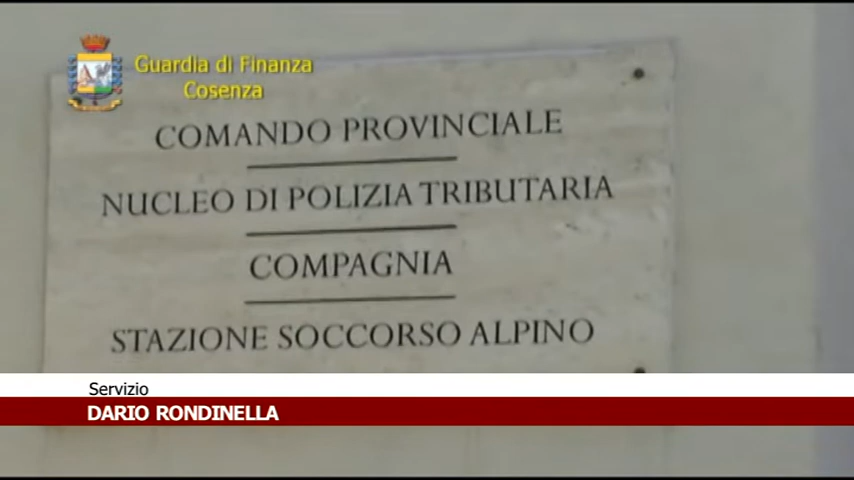 Guardia di Finanza
Cosenza
COMANDO PROVINCIALE
NUCLEO DI POLIZIA TRIBUTARIA
COMPAGNIA
STAZIONE SOCCORSO ALPINO
Servizio
DARIO RONDINELLA